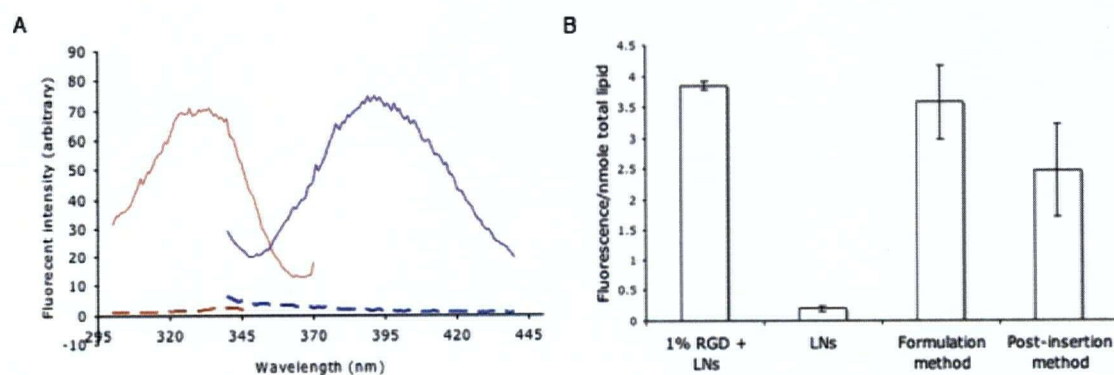 A
Fluorecent intensity (arbitrary)
90
80
70
60
50
40
30
20
10
0
-10
295
320
345
370
395
420
445
Wavelength (nm)
B
Fluorescence/nmole total lipid
4.5
4
3.5
3
2.5
2
1.5
1
0.5
0
1% RGD +
LNs
LNs
Formulation
method
Post-insertion
method